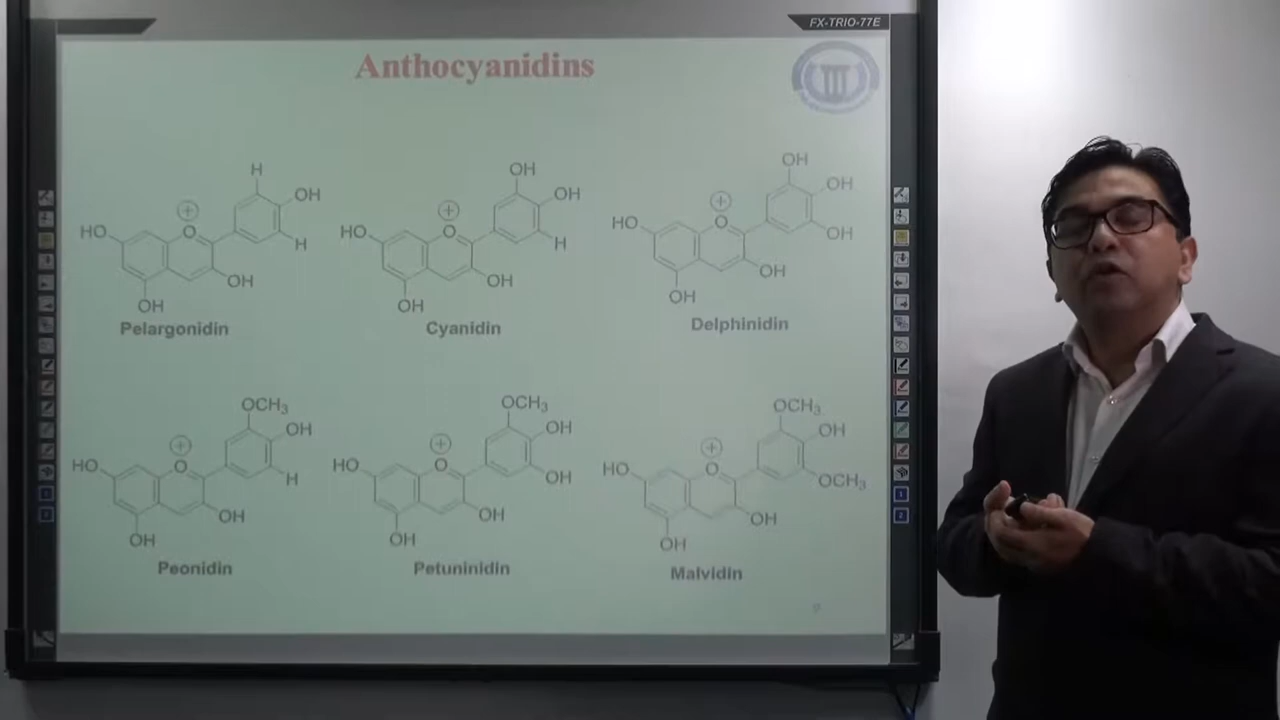 FX-TRIO-77E
Anthocyanidins
H
OH
HO
O
H
OH
OH
Pelargonidin
OH
OH
HO
O
H
OH
OH
Cyanidin
OH
OH
HO
O
OH
OH
OH
Delphinidin
OCH3
OH
HO
O
H
OH
OH
Peonidin
OCH3
OH
HO
O
OH
OH
OH
Petuninidin
OCH3
OH
HO
O
OCH3
OH
OH
Malvidin